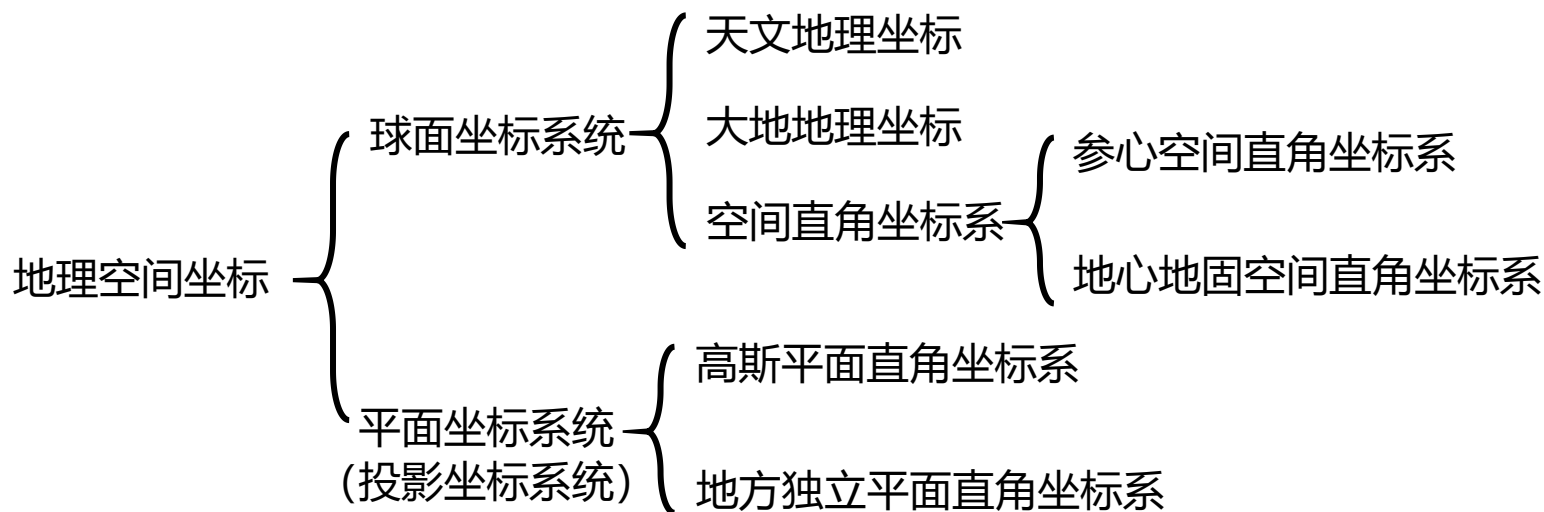 天文地理坐标
球面坐标系统
大地地理坐标
参心空间直角坐标系
空间直角坐标系
地理空间坐标
地心地固空间直角坐标系
高斯平面直角坐标系
平面坐标系统
（投影坐标系统）
地方独立平面直角坐标系